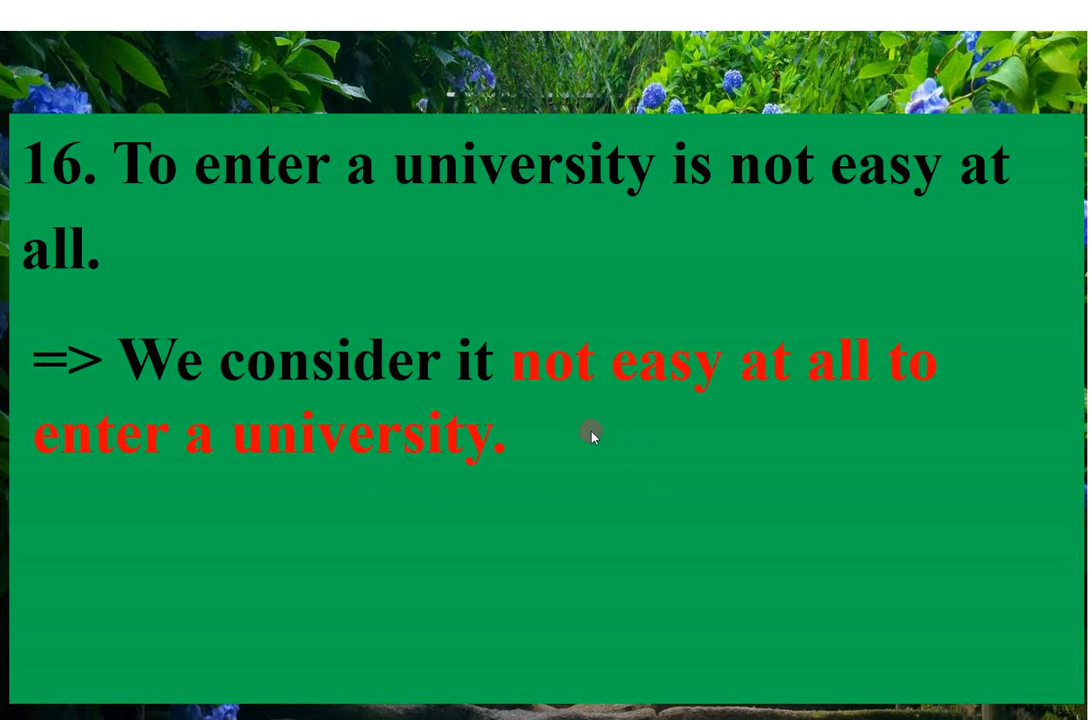 16. To enter a university is not easy at
all.
=> We consider it not easy at all to
enter a university.